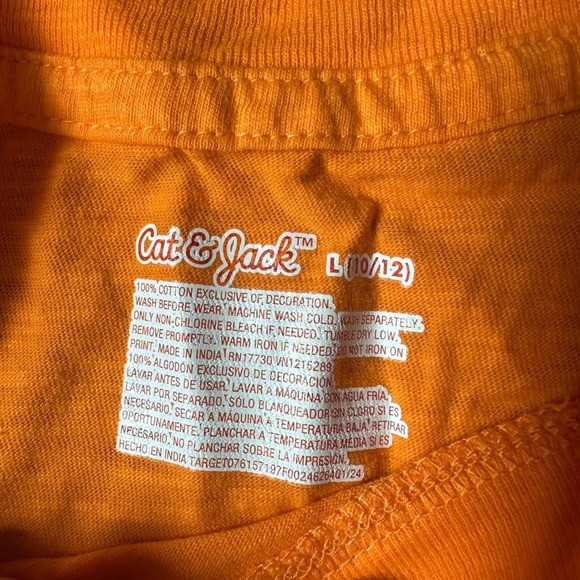 Cat & Jack™ L (10/12)
100% COTTON EXCLUSIVE OF DECORATION.
WASH BEFORE WEAR. MACHINE WASH COLD. WASH SEPARATELY.
ONLY NON-CHLORINE BLEACH IF NEEDED. TUMBLE DRY LOW.
REMOVE PROMPTLY. WARM IRON IF NEEDED. DO NOT IRON ON
PRINT. MADE IN INDIA RN17730 VN1215289
100% ALGODÓN EXCLUSIVO DE DECORACIÓN.
LAVAR ANTES DE USAR. LAVAR A MÁQUINA CON AGUA FRÍA.
LAVAR POR SEPARADO. SÓLO BLANQUEADOR SIN CLORO SI ES
NECESARIO. SECAR A MÁQUINA A TEMPERATURA BAJA. RETIRAR
OPORTUNAMENTE. PLANCHAR A TEMPERATURA MEDIA SI ES
NECESARIO. NO PLANCHAR SOBRE LA IMPRESIÓN.
HECHO EN INDIA TARGET076157197F0024626401/24